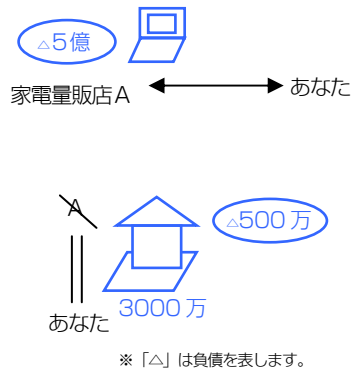 △5億
家電量販店A
あなた
A
△500万
3000万
あなた
※「△」は負債を表します。